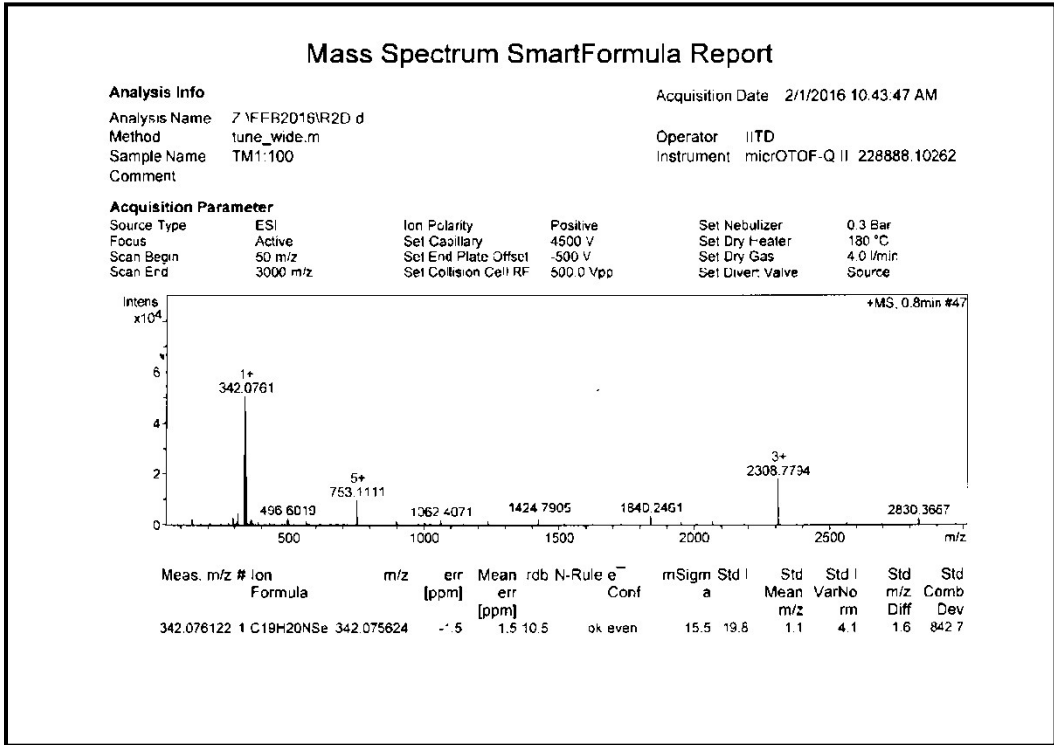 Mass Spectrum SmartFormula Report
Analysis Info
Acquisition Date 2/1/2016 10:43:47 AM
Analysis Name Z:\FEB2016\R2D.d
Method tune_wide.m
Operator IITD
Sample Name TM1:100
Instrument micrOTOF-Q II 228888.10262
Comment
Acquisition Parameter
Source Type ESI Ion Polarity Positive Set Nebulizer 0.3 Bar
Focus Active Set Capillary 4500 V Set Dry Heater 180 °C
Scan Begin 50 m/z Set End Plate Offset -500 V Set Dry Gas 4.0 l/min
Scan End 3000 m/z Set Collision Cell RF 500.0 Vpp Set Divert Valve Source
Intens.
x10⁴
+MS, 0.8min #47
6
4
2
0
1+
342.0761
496.6019
5+
753.1111
1062.4071
1424.7905
1840.2461
3+
2308.7794
2830.3667
500 1000 1500 2000 2500 m/z
Meas. m/z # Ion m/z err Mean rdb N-Rule e⁻ mSigm Std I Std Std I Std Std
Formula [ppm] err Conf a Mean VarNo m/z Comb
[ppm] m/z rm Diff Dev
342.076122 1 C19H20NSe 342.075624 -1.5 1.5 10.5 ok even 15.5 19.8 1.1 4.1 1.6 842.7